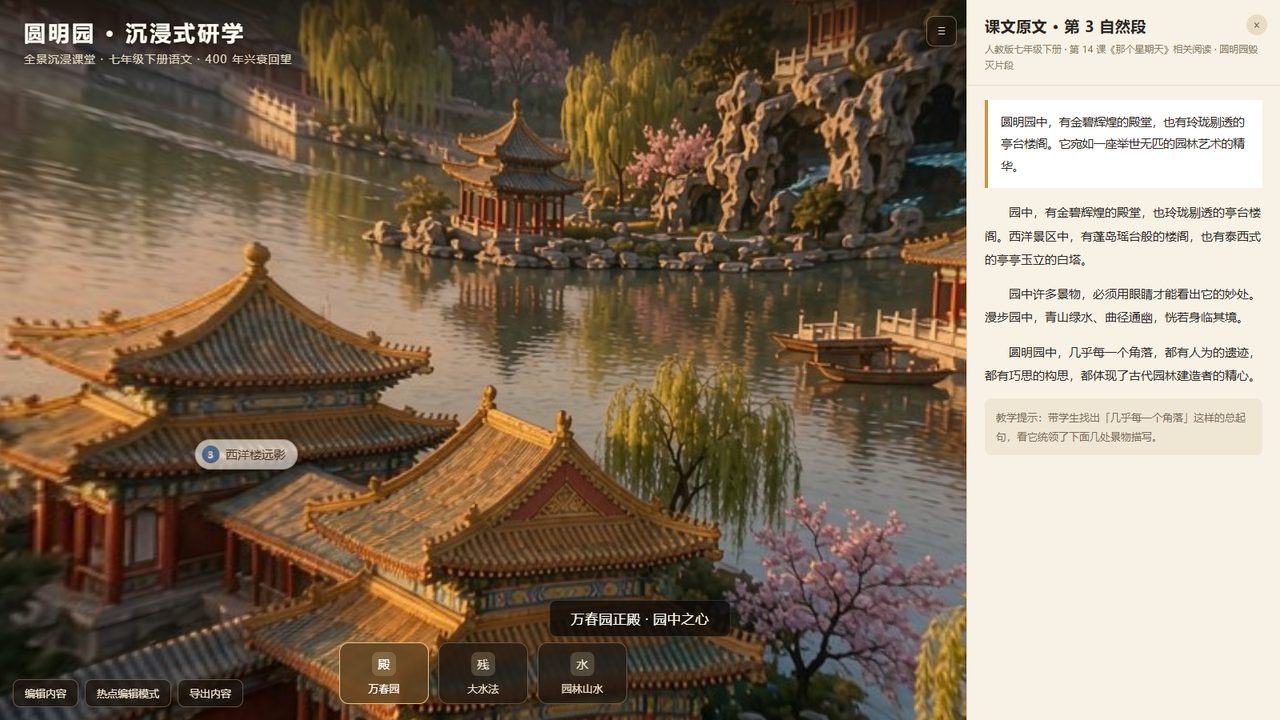 圆明园 • 沉浸式研学
全景沉浸课堂 · 七年级下册语文 · 400 年兴衰回望
☰
3 西洋楼远影
万春园正殿 · 园中之心
殿
万春园
残
大水法
水
园林山水
编辑内容
热点编辑模式
导出内容
课文原文 • 第 3 自然段
×
人教版七年级下册 · 第 14 课《那个星期天》相关阅读 · 圆明园毁
灭片段
圆明园中，有金碧辉煌的殿堂，也有玲珑剔透的
亭台楼阁。它宛如一座举世无匹的园林艺术的精
华。
园中，有金碧辉煌的殿堂，也玲珑剔透的亭台楼
阁。西洋景区中，有蓬岛瑶台般的楼阁，也有泰西式
的亭亭玉立的白塔。
园中许多景物，必须用眼睛才能看出它的妙处。
漫步园中，青山绿水、曲径通幽，恍若身临其境。
圆明园中，几乎每一个角落，都有人为的遗迹，
都有巧思的构思，都体现了古代园林建造者的精心。
教学提示：带学生找出「几乎每一个角落」这样的总起
句，看它统领了下面几处景物描写。